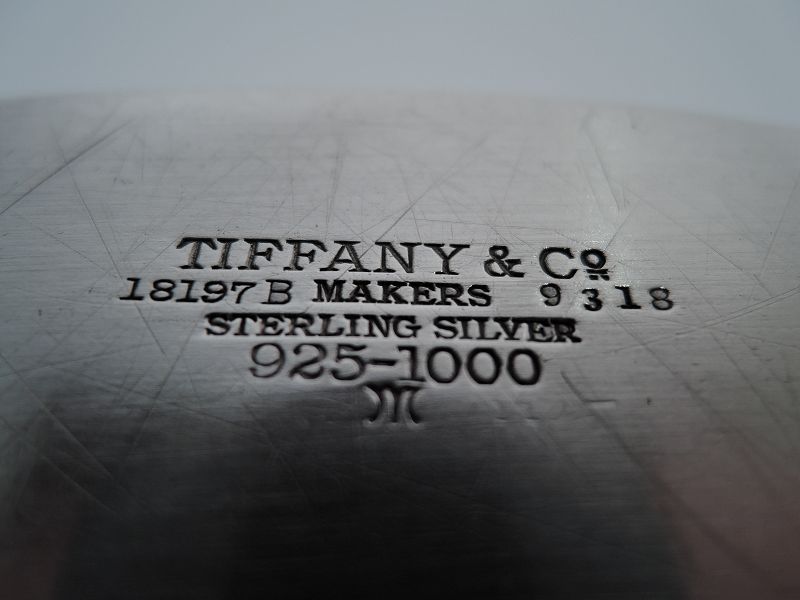 TIFFANY & Co
18197B MAKERS 9318
STERLING SILVER
925-1000
m